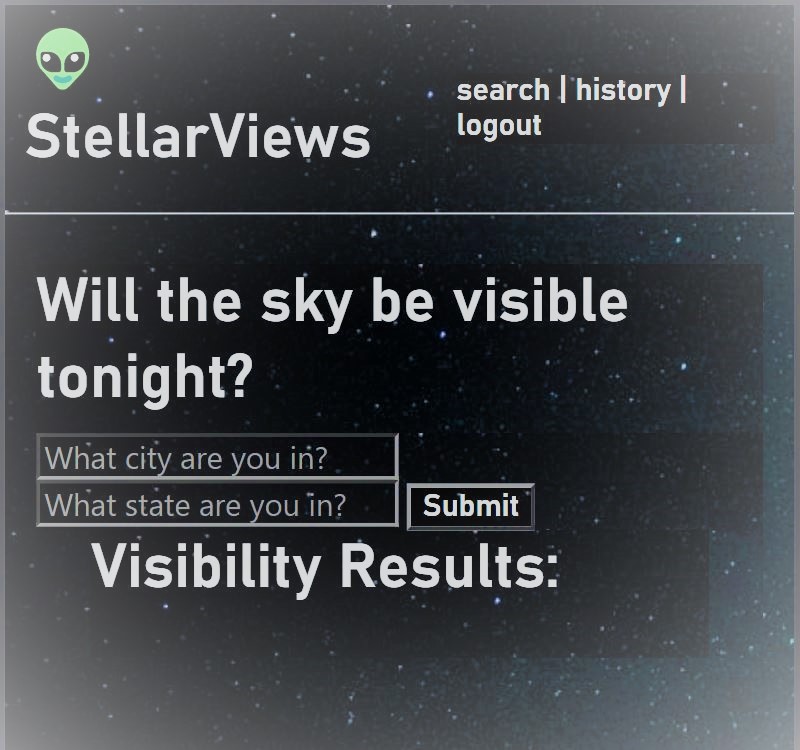 search | history |
logout
StellarViews
Will the sky be visible
tonight?
What city are you in?
What state are you in?
Submit
Visibility Results: